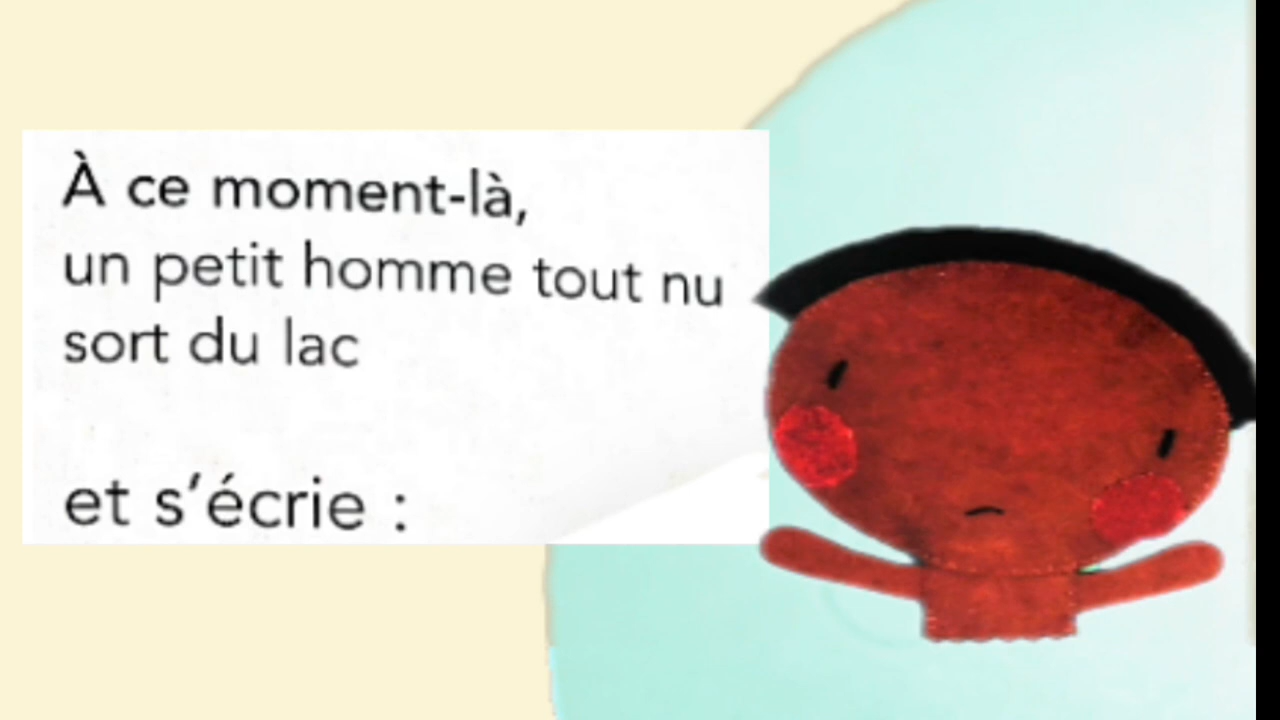 À ce moment-là,
un petit homme tout nu
sort du lac
et s'écrie :